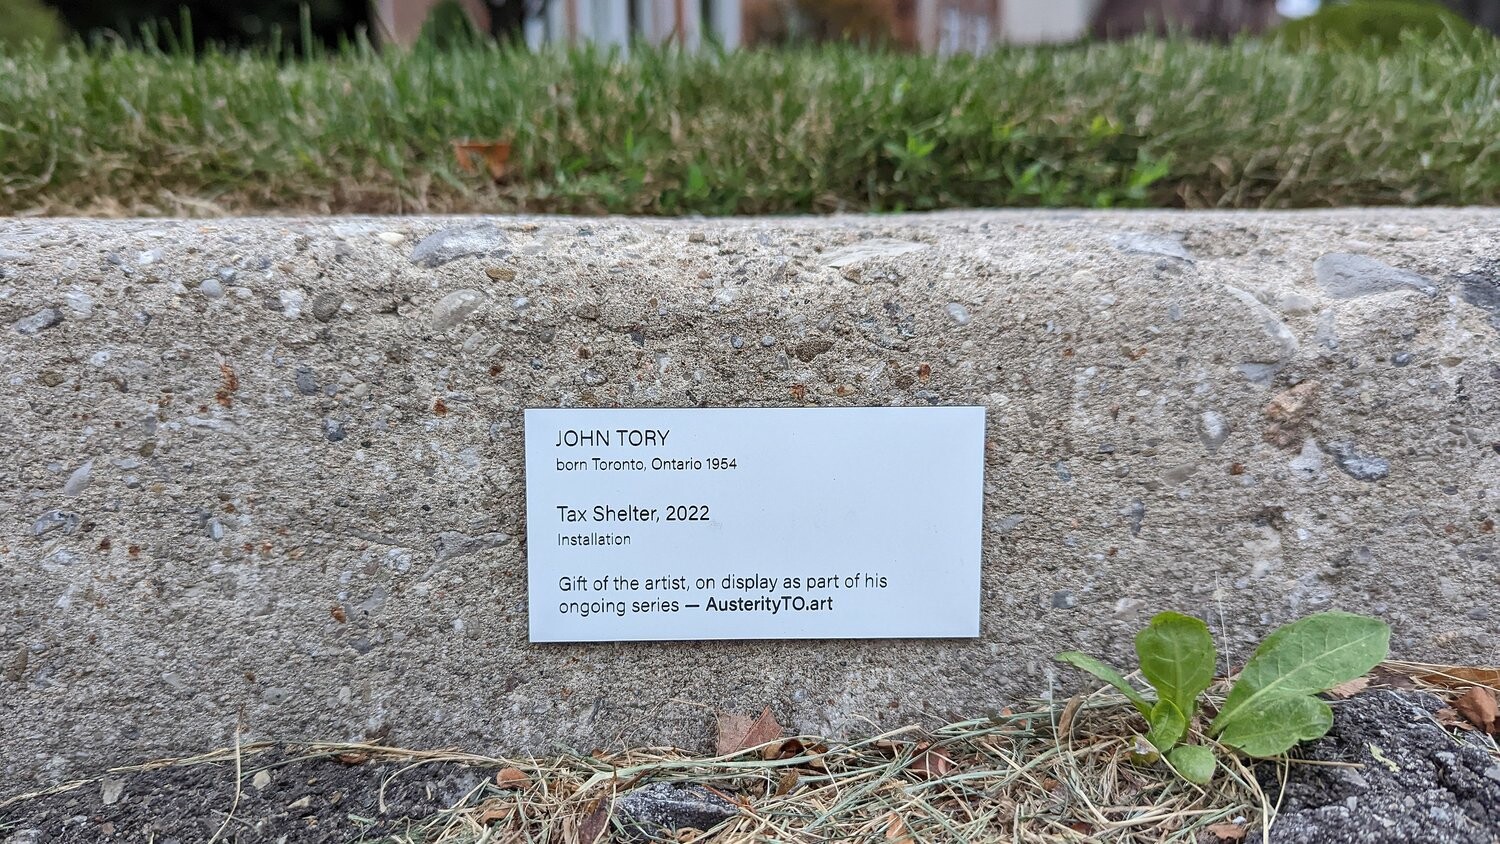 JOHN TORY
born Toronto, Ontario 1954
Tax Shelter, 2022
Installation
Gift of the artist, on display as part of his
ongoing series — AusterityTO.art